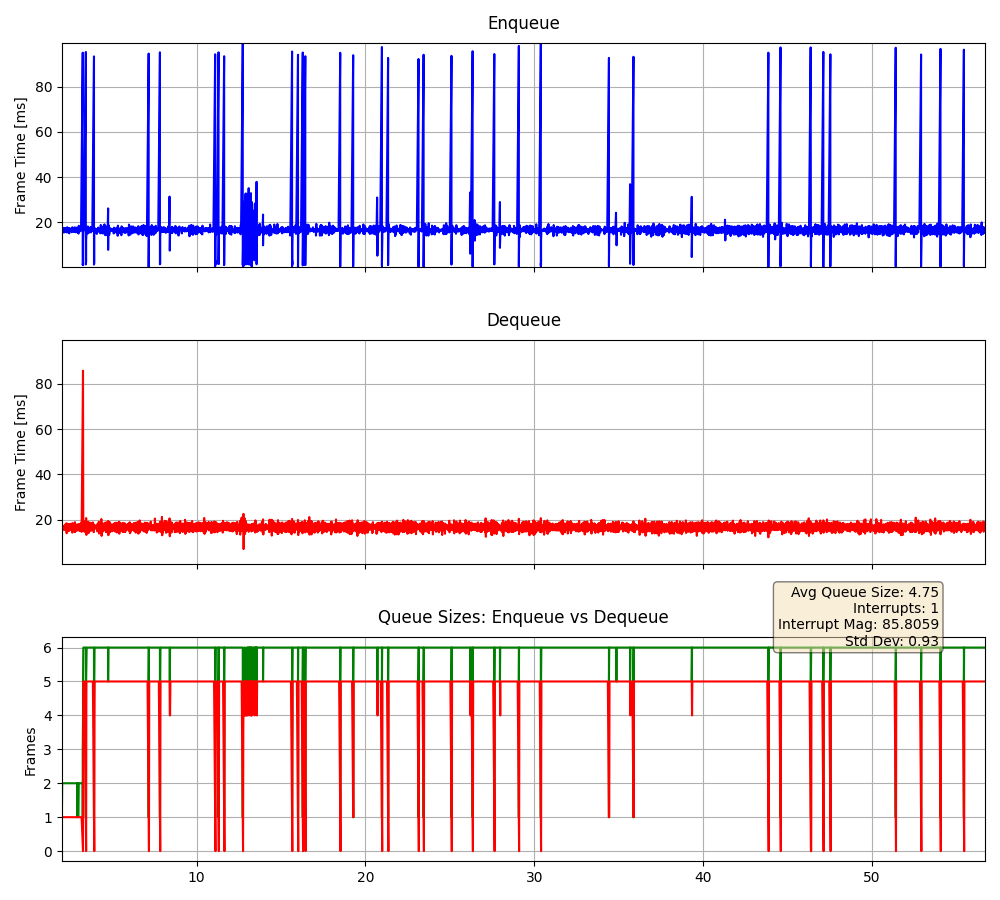 Enqueue
Frame Time [ms]
80
60
40
20
Dequeue
Frame Time [ms]
80
60
40
20
Avg Queue Size: 4.75
Interrupts: 1
Interrupt Mag: 85.8059
Std Dev: 0.93
Queue Sizes: Enqueue vs Dequeue
Frames
6
5
4
3
2
1
0
10 20 30 40 50